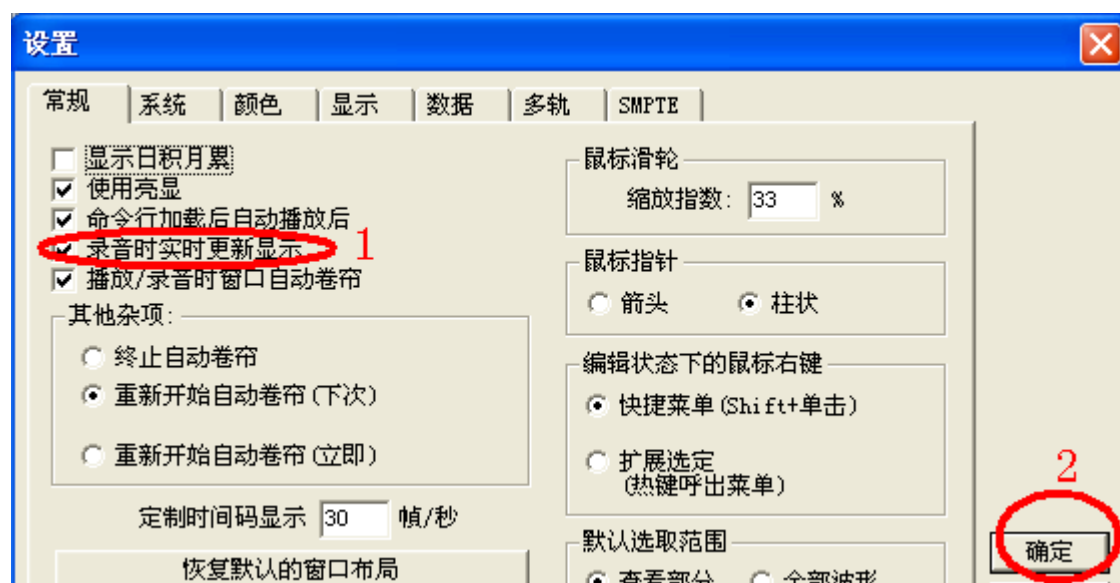 设置
常规 系统 颜色 显示 数据 多轨 SMPTE
显示日积月累
使用亮显
命令行加载后自动播放后
录音时实时更新显示 1
播放/录音时窗口自动卷帘
其他杂项:
终止自动卷帘
重新开始自动卷帘(下次)
重新开始自动卷帘(立即)
定制时间码显示 30 帧/秒
恢复默认的窗口布局
鼠标滑轮
缩放指数: 33 %
鼠标指针
箭头 柱状
编辑状态下的鼠标右键
快捷菜单(Shift+单击)
扩展选定
(热键呼出菜单)
默认选取范围
查看部分 全部波形
2
确定